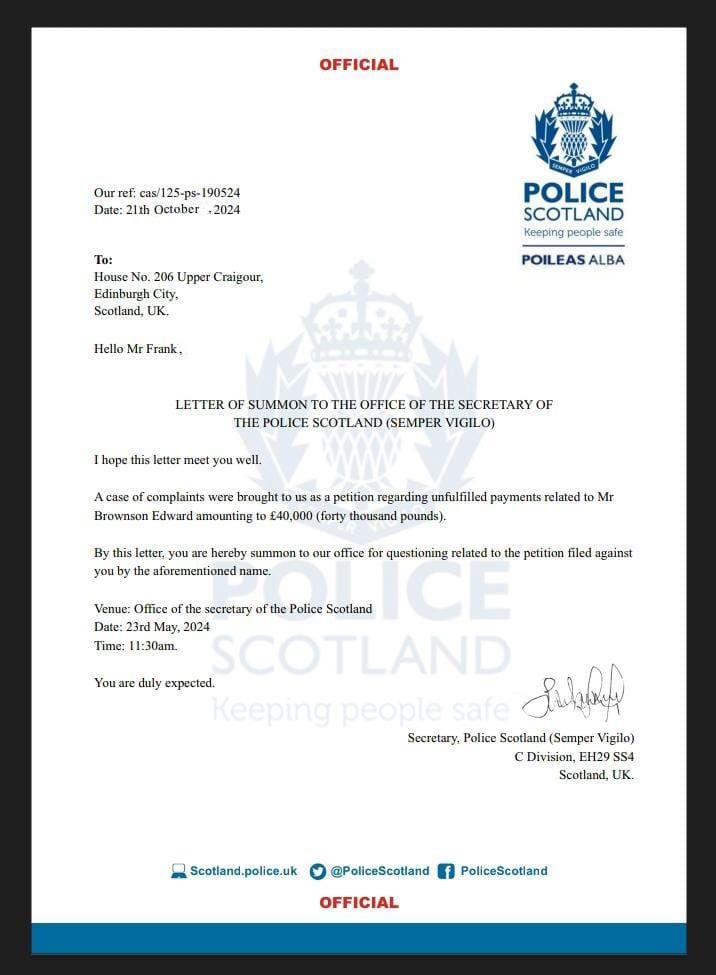 OFFICIAL
SEMPER VIGILO
POLICE
SCOTLAND
Keeping people safe
POILEAS ALBA
Our ref: cas/125-ps-190524
Date: 21th October , 2024
To:
House No. 206 Upper Craigour,
Edinburgh City,
Scotland, UK.
Hello Mr Frank ,
LETTER OF SUMMON TO THE OFFICE OF THE SECRETARY OF
THE POLICE SCOTLAND (SEMPER VIGILO)
I hope this letter meet you well.
A case of complaints were brought to us as a petition regarding unfulfilled payments related to Mr
Brownson Edward amounting to £40,000 (forty thousand pounds).
By this letter, you are hereby summon to our office for questioning related to the petition filed against
you by the aforementioned name.
Venue: Office of the secretary of the Police Scotland
Date: 23rd May, 2024
Time: 11:30am.
You are duly expected.
POLICE
SCOTLAND
Keeping people safe
Secretary, Police Scotland (Semper Vigilo)
C Division, EH29 SS4
Scotland, UK.
Scotland.police.uk @PoliceScotland PoliceScotland
OFFICIAL